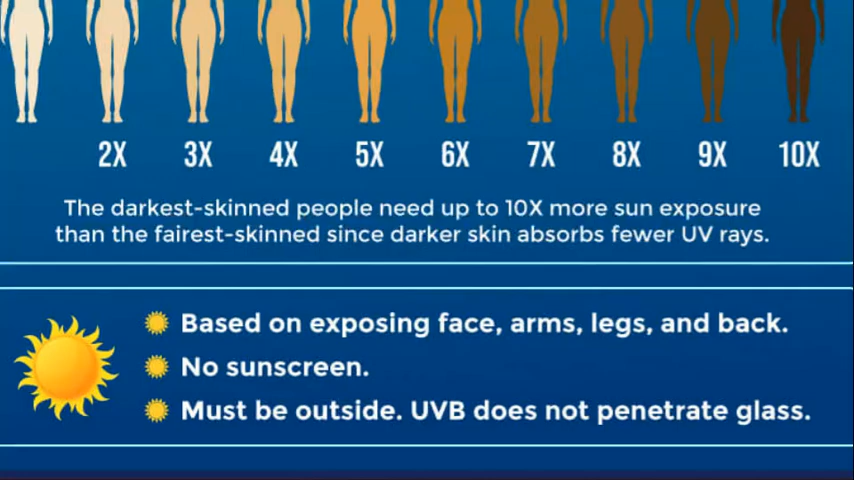 2X 3X 4X 5X 6X 7X 8X 9X 10X
The darkest-skinned people need up to 10X more sun exposure
than the fairest-skinned since darker skin absorbs fewer UV rays.
Based on exposing face, arms, legs, and back.
No sunscreen.
Must be outside. UVB does not penetrate glass.